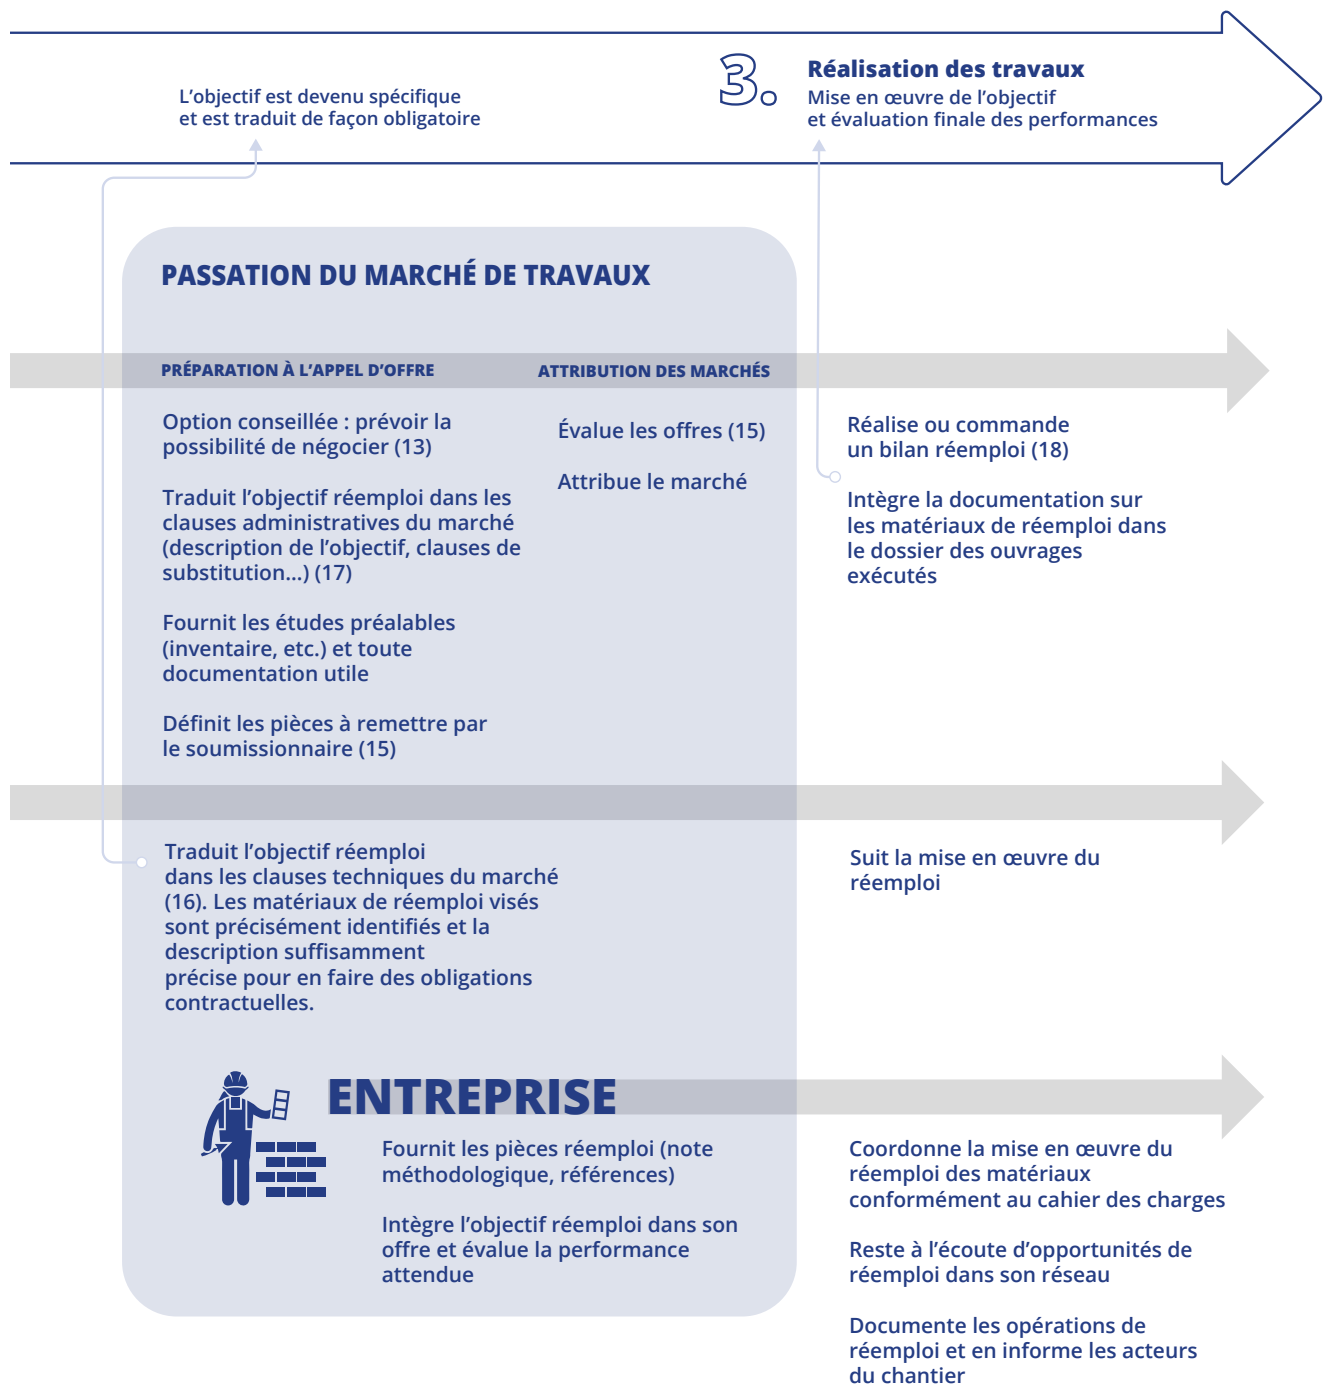 L’objectif est devenu spécifique
et est traduit de façon obligatoire
3.
Réalisation des travaux
Mise en œuvre de l’objectif
et évaluation finale des performances
PASSATION DU MARCHÉ DE TRAVAUX
PRÉPARATION À L’APPEL D’OFFRE
ATTRIBUTION DES MARCHÉS
Option conseillée : prévoir la
possibilité de négocier (13)
Traduit l’objectif réemploi dans les
clauses administratives du marché
(description de l’objectif, clauses de
substitution...) (17)
Fournit les études préalables
(inventaire, etc.) et toute
documentation utile
Définit les pièces à remettre par
le soumissionnaire (15)
Évalue les offres (15)
Attribue le marché
Réalise ou commande
un bilan réemploi (18)
Intègre la documentation sur
les matériaux de réemploi dans
le dossier des ouvrages
exécutés
Traduit l’objectif réemploi
dans les clauses techniques du marché
(16). Les matériaux de réemploi visés
sont précisément identifiés et la
description suffisamment
précise pour en faire des obligations
contractuelles.
Suit la mise en œuvre du
réemploi
ENTREPRISE
Fournit les pièces réemploi (note
méthodologique, références)
Intègre l’objectif réemploi dans son
offre et évalue la performance
attendue
Coordonne la mise en œuvre du
réemploi des matériaux
conformément au cahier des charges
Reste à l’écoute d’opportunités de
réemploi dans son réseau
Documente les opérations de
réemploi et en informe les acteurs
du chantier